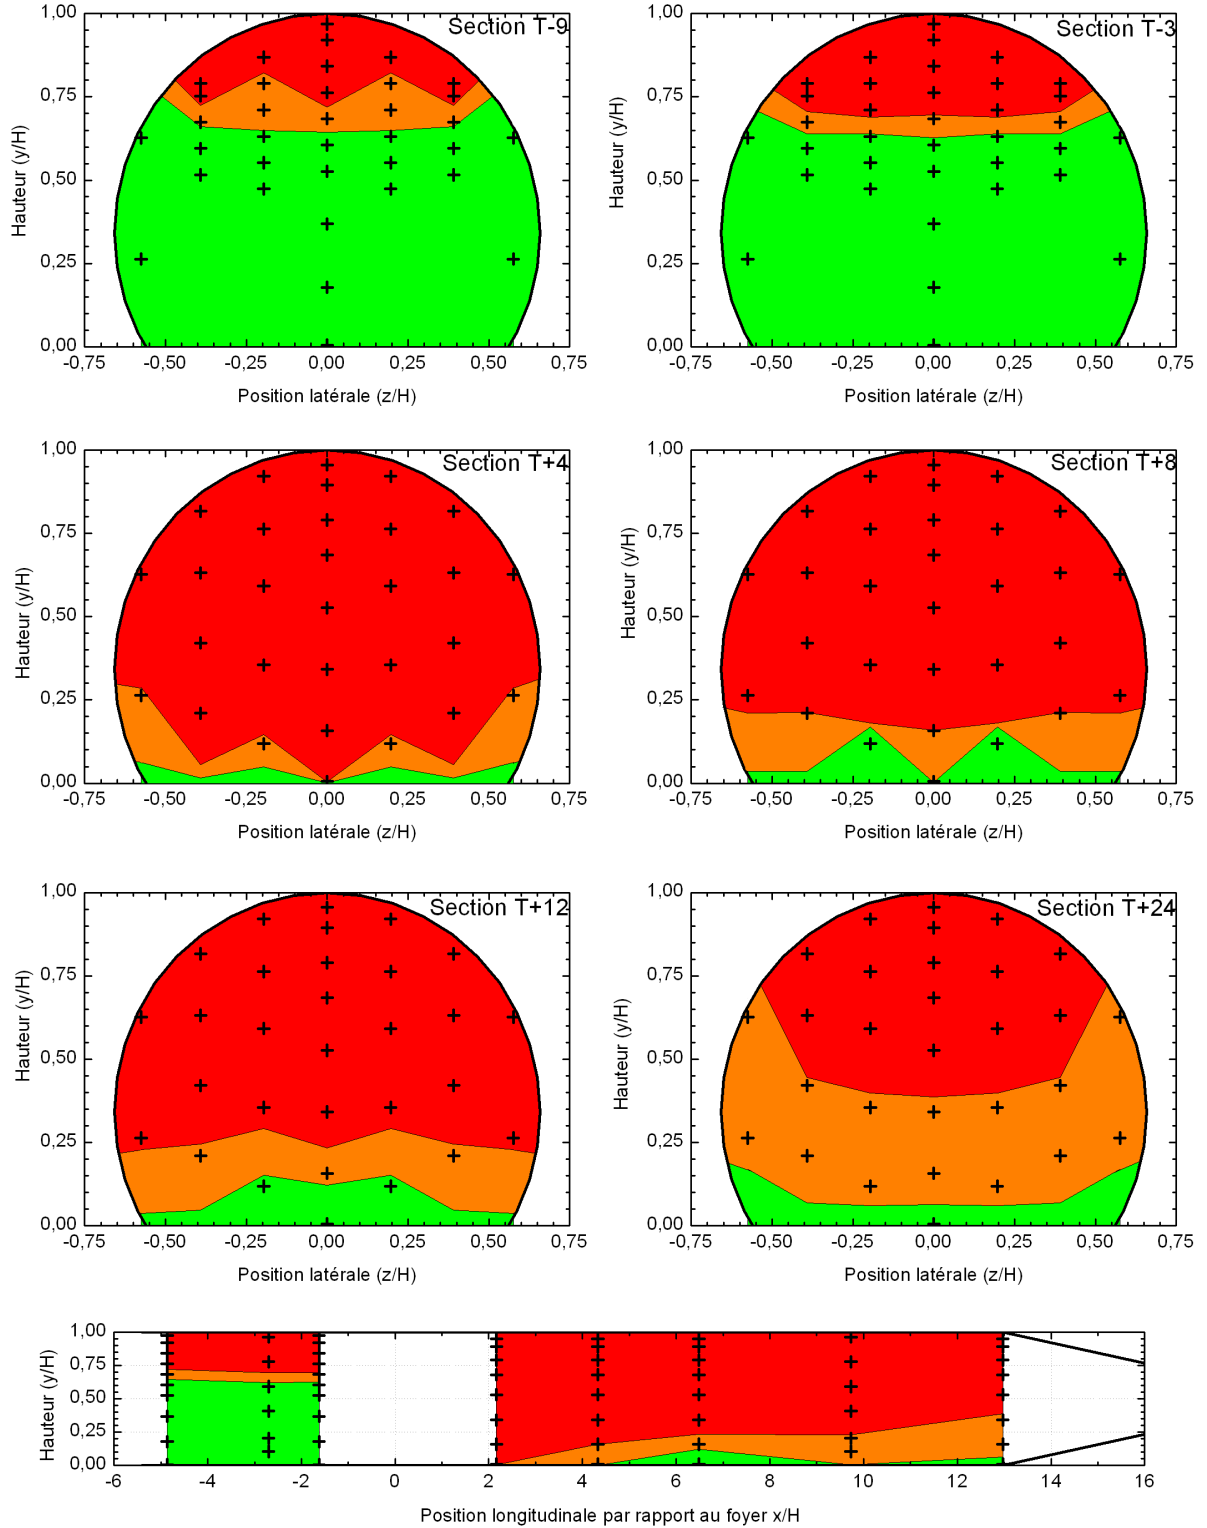 Section T-9
1,00
0,75
0,50
0,25
0,00
Hauteur (y/H)
-0,75 -0,50 -0,25 0,00 0,25 0,50 0,75
Position latérale (z/H)
Section T-3
1,00
0,75
0,50
0,25
0,00
Hauteur (y/H)
-0,75 -0,50 -0,25 0,00 0,25 0,50 0,75
Position latérale (z/H)
Section T+4
1,00
0,75
0,50
0,25
0,00
Hauteur (y/H)
-0,75 -0,50 -0,25 0,00 0,25 0,50 0,75
Position latérale (z/H)
Section T+8
1,00
0,75
0,50
0,25
0,00
Hauteur (y/H)
-0,75 -0,50 -0,25 0,00 0,25 0,50 0,75
Position latérale (z/H)
Section T+12
1,00
0,75
0,50
0,25
0,00
Hauteur (y/H)
-0,75 -0,50 -0,25 0,00 0,25 0,50 0,75
Position latérale (z/H)
Section T+24
1,00
0,75
0,50
0,25
0,00
Hauteur (y/H)
-0,75 -0,50 -0,25 0,00 0,25 0,50 0,75
Position latérale (z/H)
1,00
0,75
0,50
0,25
0,00
Hauteur (y/H)
-6 -4 -2 0 2 4 6 8 10 12 14 16
Position longitudinale par rapport au foyer x/H